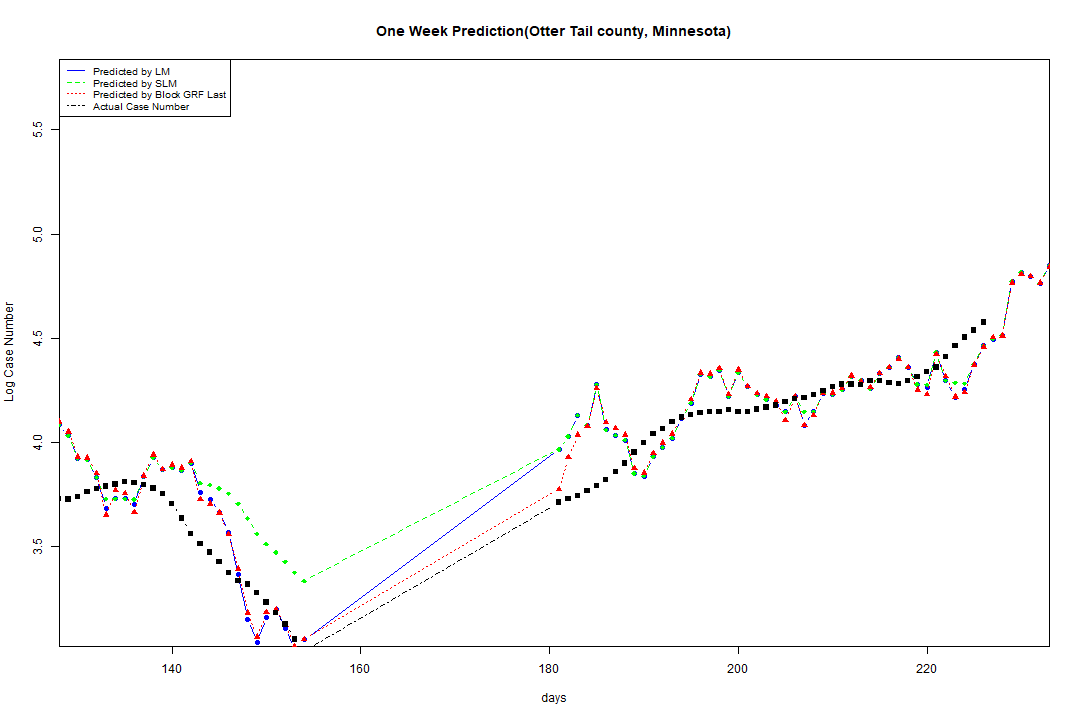 One Week Prediction(Otter Tail county, Minnesota)
Predicted by LM
Predicted by SLM
Predicted by Block GRF Last
Actual Case Number
5.5
5.0
4.5
4.0
3.5
Log Case Number
140 160 180 200 220
days